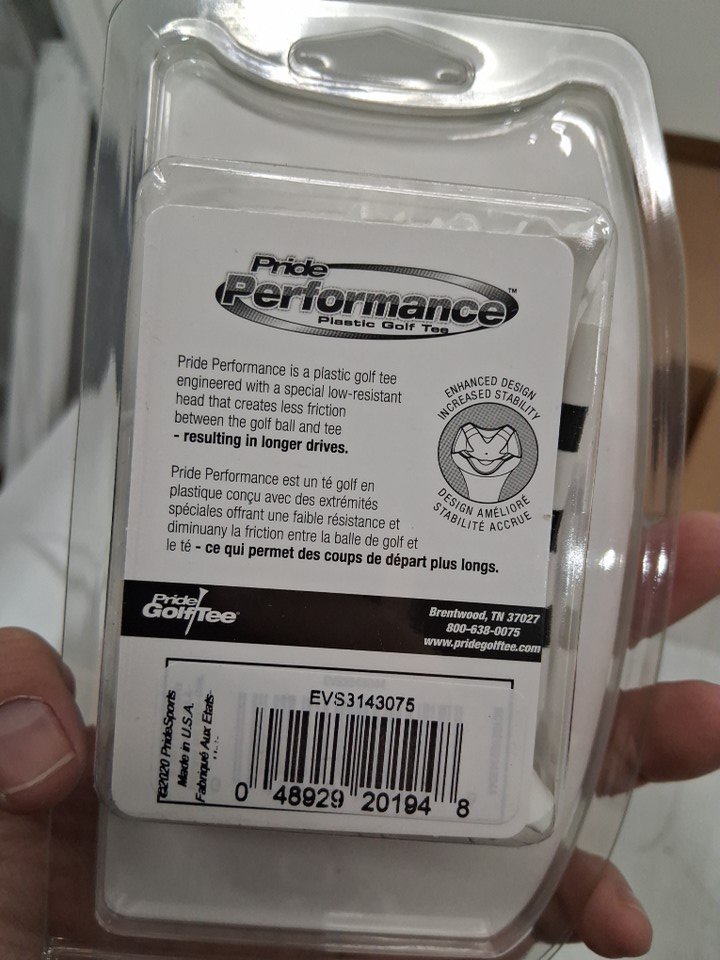 Pride
Performance™
Plastic Golf Tee
Pride Performance is a plastic golf tee
engineered with a special low-resistant
head that creates less friction
between the golf ball and tee
- resulting in longer drives.
ENHANCED DESIGN
INCREASED STABILITY
DESIGN AMÉLIORÉ
STABILITÉ ACCRUE
Pride Performance est un té golf en
plastique conçu avec des extrémités
spéciales offrant une faible résistance et
diminuany la friction entre la balle de golf et
le té - ce qui permet des coups de départ plus longs.
Pride
GolfTee®
Brentwood, TN 37027
800-638-0075
www.pridegolftee.com
EVS3143075
©2020 PrideSports
Made in U.S.A.
Fabriqué Aux Etats-
0 48929 20194 8